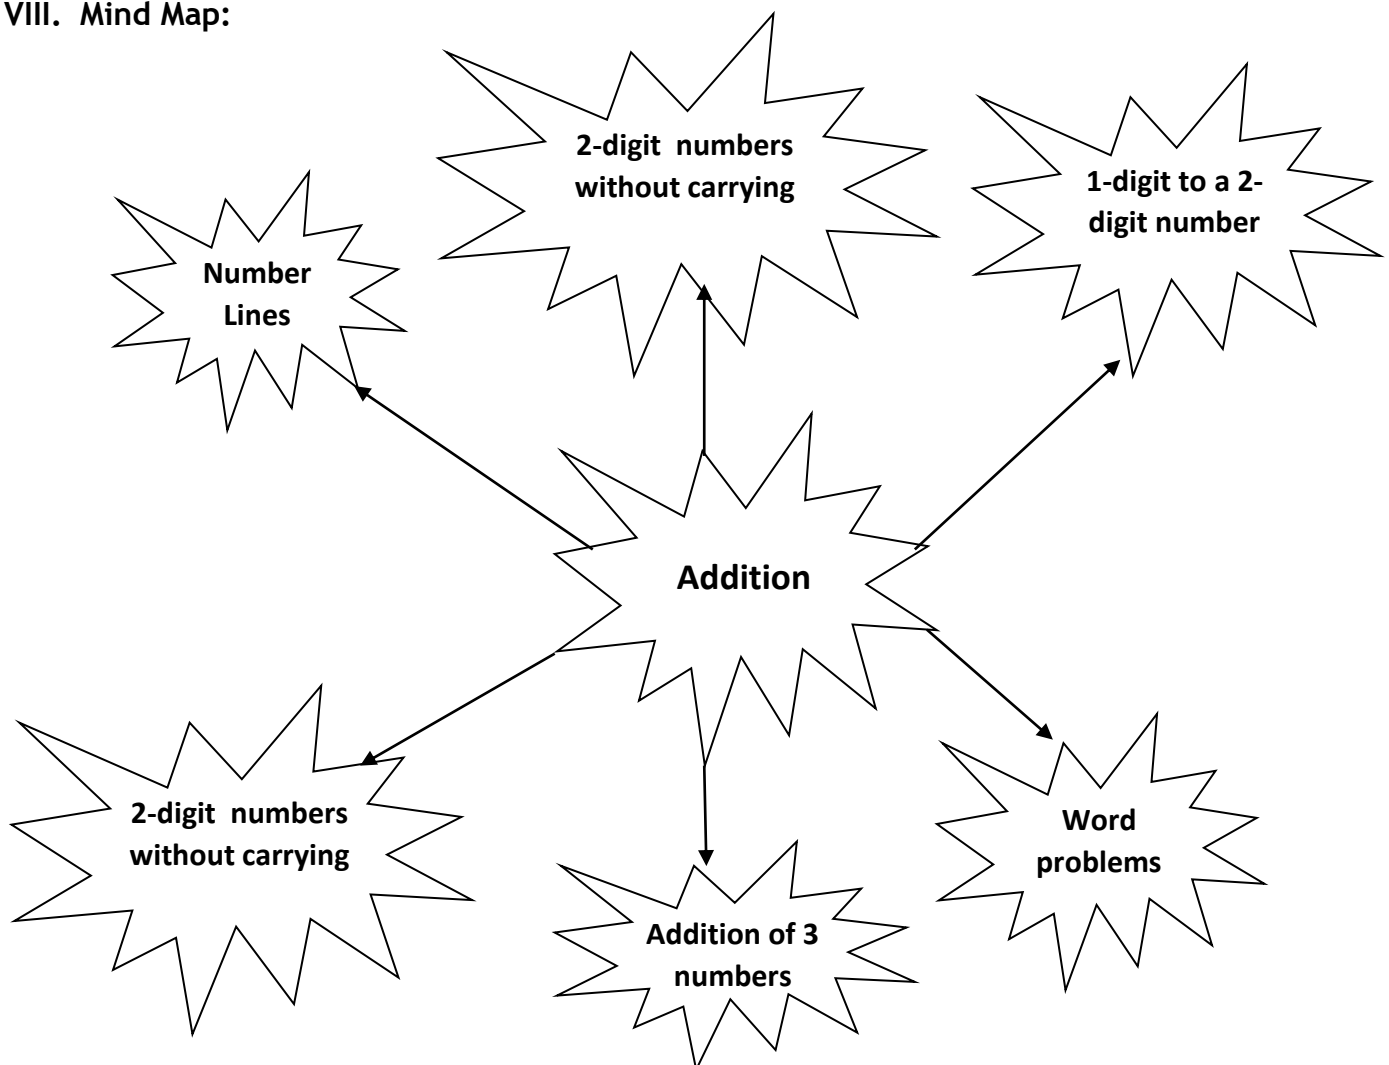 VIII. Mind Map:
2-digit numbers
without carrying
1-digit to a 2-
digit number
Number
Lines
Addition
2-digit numbers
without carrying
Word
problems
Addition of 3
numbers